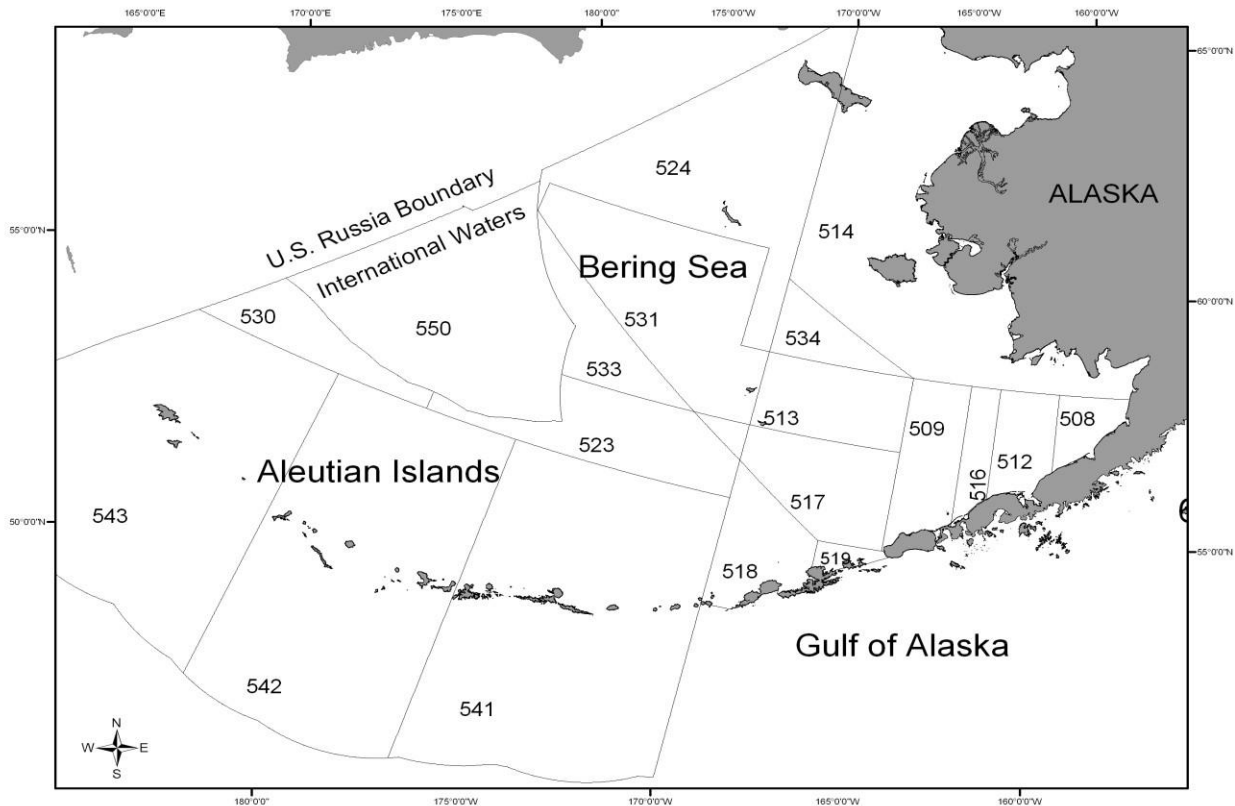 165°0'0"E 170°0'0"E 175°0'0"E 180°0'0" 175°0'0"W 170°0'0"W 165°0'0"W 160°0'0"W
65°0'0"N
524
ALASKA
U.S. Russia Boundary
55°0'0"N
514
International Waters
Bering Sea
60°0'0"N
530
550
531
534
533
513
508
509
523
512
Aleutian Islands
516
517
543
50°0'0"N
55°0'0"N
519
518
Gulf of Alaska
542
541
N
W E
S
180°0'0" 175°0'0"W 170°0'0"W 165°0'0"W 160°0'0"W